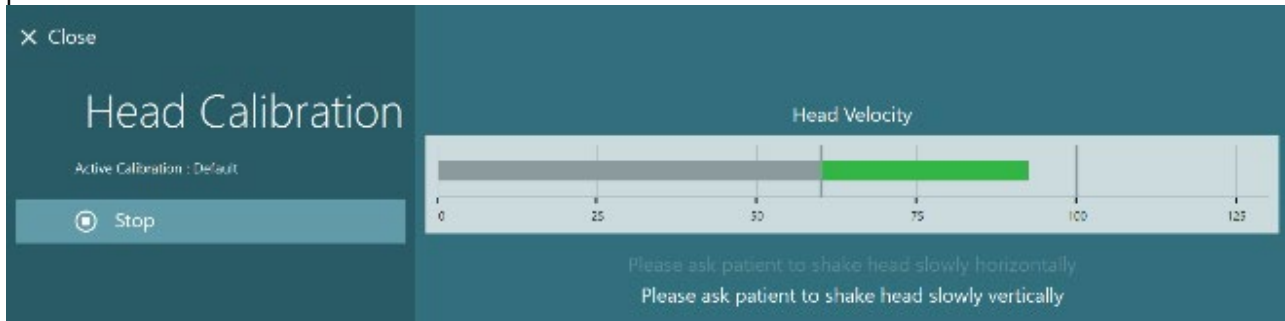 Close
Head Calibration
Active Calibration : Default
Stop
Head Velocity
0 25 50 75 100 125
Please ask patient to shake head slowly horizontally
Please ask patient to shake head slowly vertically